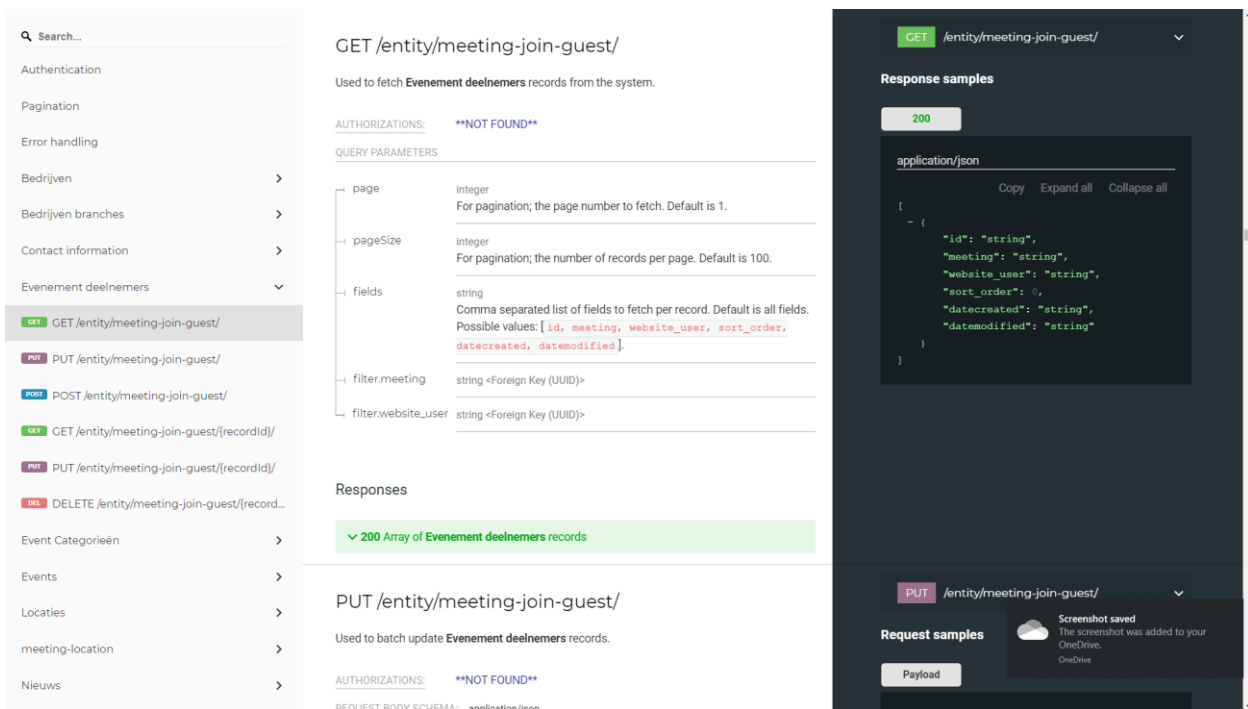 Search...
Authentication
Pagination
Error handling
Bedrijven
Bedrijven branches
Contact information
Evenement deelnemers
GET GET /entity/meeting-join-guest/
PUT PUT /entity/meeting-join-guest/
POST POST /entity/meeting-join-guest/
GET GET /entity/meeting-join-guest/{recordId}/
PUT PUT /entity/meeting-join-guest/{recordId}/
DEL DELETE /entity/meeting-join-guest/{record...
Event Categorieën
Events
Locaties
meeting-location
Nieuws
GET /entity/meeting-join-guest/
Used to fetch Evenement deelnemers records from the system.
AUTHORIZATIONS: **NOT FOUND**
QUERY PARAMETERS
page
integer
For pagination; the page number to fetch. Default is 1.
pageSize
integer
For pagination; the number of records per page. Default is 100.
fields
string
Comma separated list of fields to fetch per record. Default is all fields.
Possible values: [ id, meeting, website_user, sort_order,
datecreated, datemodified ].
filter.meeting string <Foreign Key (UUID)>
filter.website_user string <Foreign Key (UUID)>
Responses
200 Array of Evenement deelnemers records
PUT /entity/meeting-join-guest/
Used to batch update Evenement deelnemers records.
AUTHORIZATIONS: **NOT FOUND**
REQUEST BODY SCHEMA: application/json
GET /entity/meeting-join-guest/
Response samples
200
application/json
Copy Expand all Collapse all
[
- {
"id": "string",
"meeting": "string",
"website_user": "string",
"sort_order": 0,
"datecreated": "string",
"datemodified": "string"
}
]
PUT /entity/meeting-join-guest/
Request samples
Payload
Screenshot saved
The screenshot was added to your
OneDrive.
OneDrive